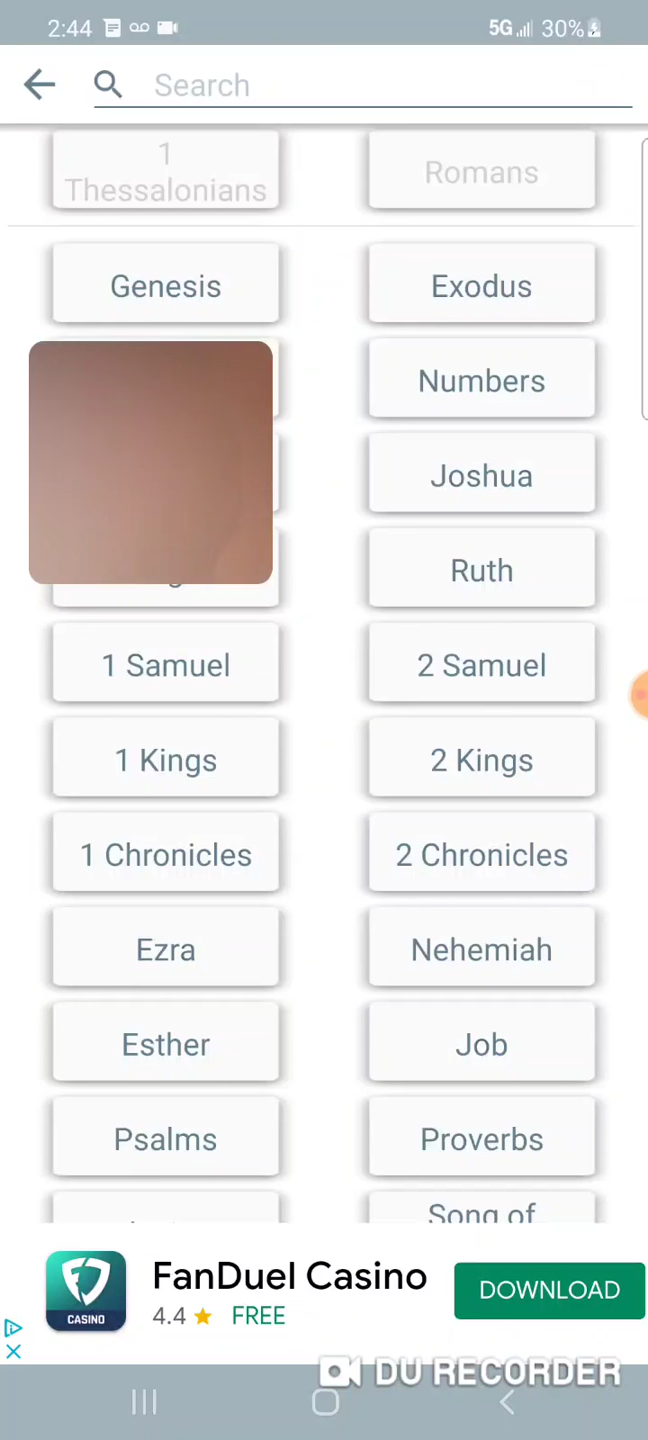 2:44
5G 30%
Search
1
Thessalonians
Romans
Genesis
Exodus
Numbers
Joshua
Ruth
1 Samuel
2 Samuel
1 Kings
2 Kings
1 Chronicles
2 Chronicles
Ezra
Nehemiah
Esther
Job
Psalms
Proverbs
Song of
CASINO
FanDuel Casino
4.4 ★ FREE
DOWNLOAD
DU RECORDER